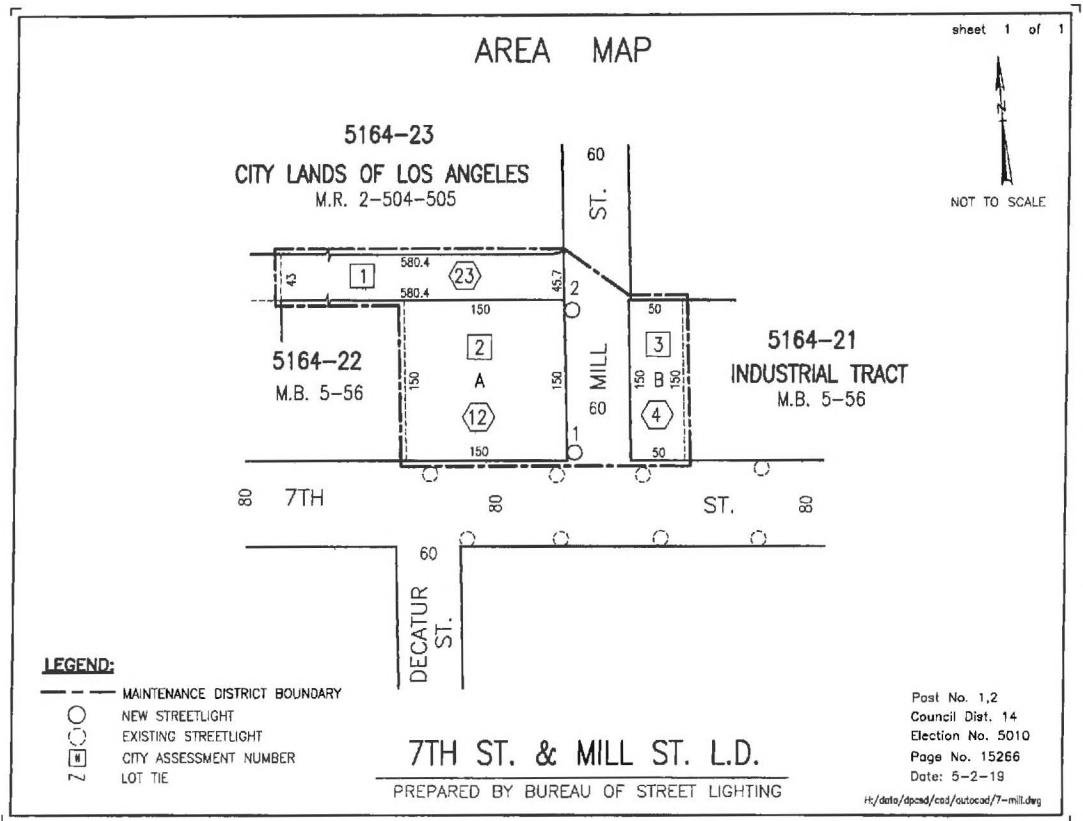 sheet 1 of 1
AREA MAP
NOT TO SCALE
5164-23
CITY LANDS OF LOS ANGELES
M.R. 2-504-505
60
ST.
580.4
43
1
23
45.7
580.4
150
2
50
5164-22
M.B. 5-56
2
150
A
150
12
150
MILL
60
1
3
150
B
150
4
50
5164-21
INDUSTRIAL TRACT
M.B. 5-56
80
7TH
80
ST.
80
60
DECATUR
ST.
LEGEND:
MAINTENANCE DISTRICT BOUNDARY
NEW STREETLIGHT
EXISTING STREETLIGHT
# CITY ASSESSMENT NUMBER
Z LOT TIE
7TH ST. & MILL ST. L.D.
PREPARED BY BUREAU OF STREET LIGHTING
Post No. 1,2
Council Dist. 14
Election No. 5010
Page No. 15266
Date: 5-2-19
H:/data/dpcsd/cad/autocad/7-mill.dwg